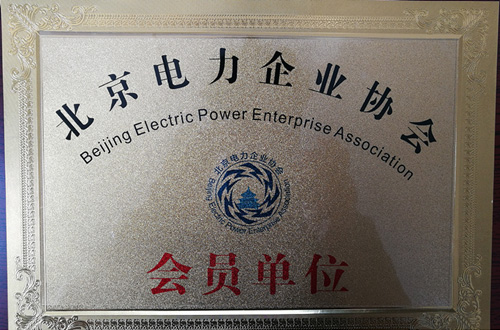 北京电力企业协会
Beijing Electric Power Enterprise Association
北京电力企业协会
Beijing Electric Power Enterprise Association
会员单位